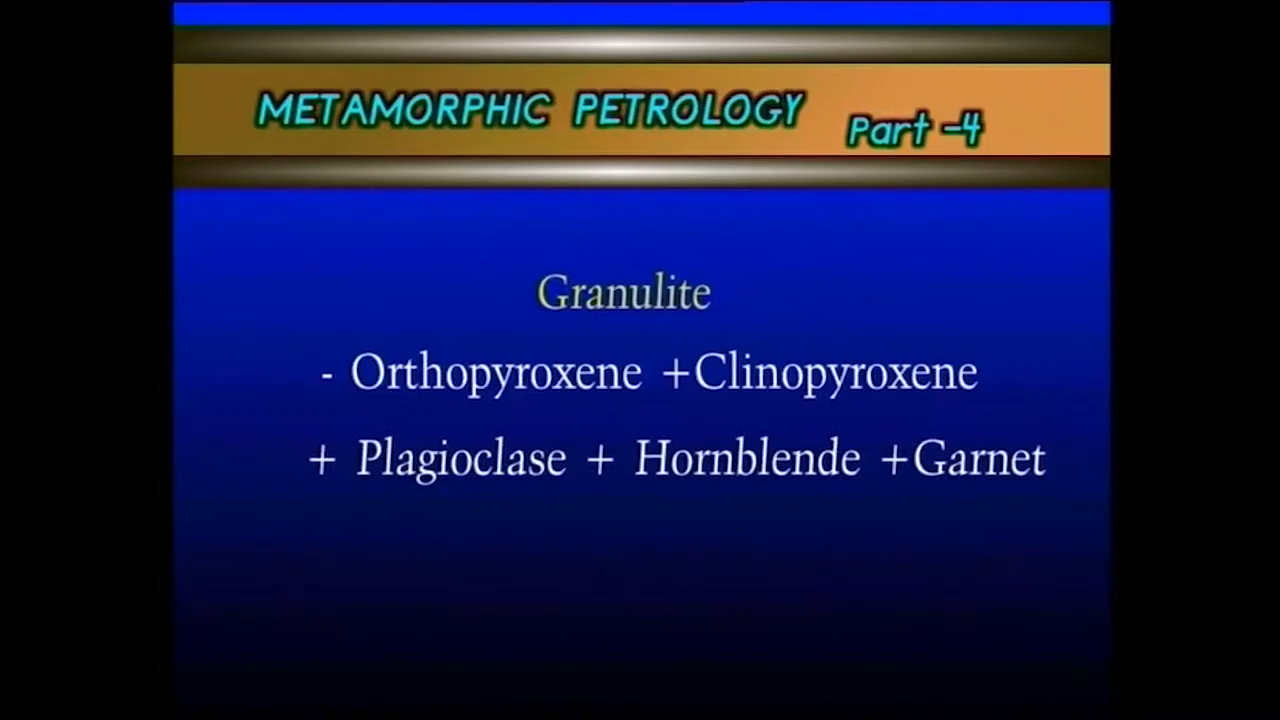 METAMORPHIC PETROLOGY Part -4
Granulite
- Orthopyroxene +Clinopyroxene
+ Plagioclase + Hornblende +Garnet